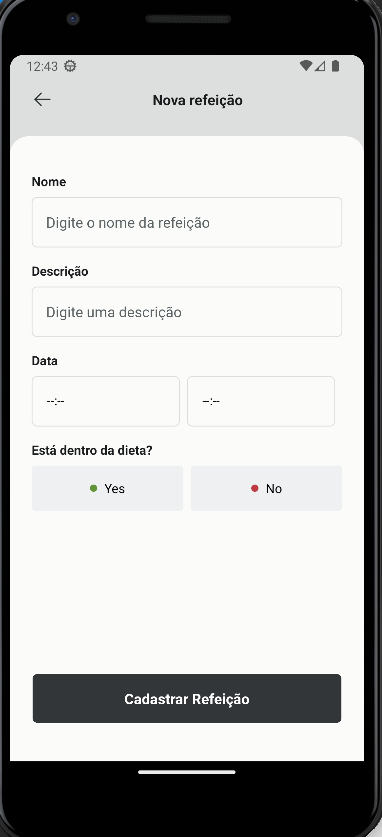 12:43
Nova refeição
Nome
Digite o nome da refeição
Descrição
Digite uma descrição
Data
--:-- --:--
Está dentro da dieta?
Yes No
Cadastrar Refeição